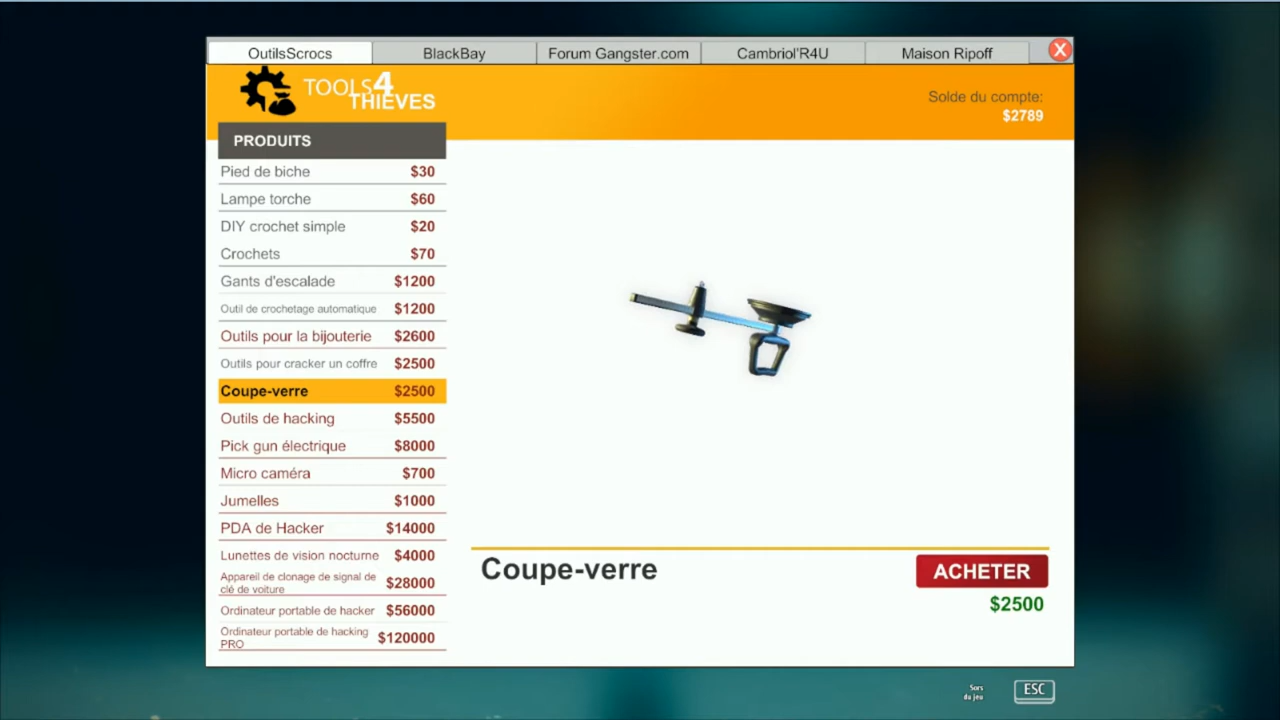 OutilsScrocs
BlackBay
Forum Gangster.com
Cambriol'R4U
Maison Ripoff
TOOLS 4
THIEVES
Solde du compte:
$2789
PRODUITS
Pied de biche $30
Lampe torche $60
DIY crochet simple $20
Crochets $70
Gants d'escalade $1200
Outil de crochetage automatique $1200
Outils pour la bijouterie $2600
Outils pour cracker un coffre $2500
Coupe-verre $2500
Outils de hacking $5500
Pick gun électrique $8000
Micro caméra $700
Jumelles $1000
PDA de Hacker $14000
Lunettes de vision nocturne $4000
Appareil de clonage de signal de
clé de voiture $28000
Ordinateur portable de hacker $56000
Ordinateur portable de hacking
PRO $120000
Coupe-verre
ACHETER
$2500
Sors
du jeu
ESC